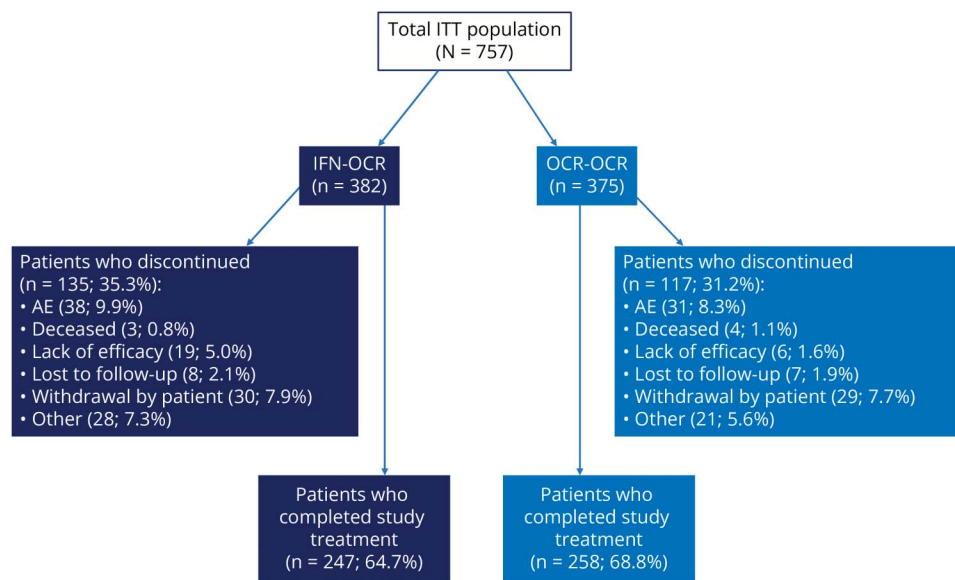 Total ITT population
(N = 757)
IFN-OCR
(n = 382)
OCR-OCR
(n = 375)
Patients who discontinued
(n = 135; 35.3%):
• AE (38; 9.9%)
• Deceased (3; 0.8%)
• Lack of efficacy (19; 5.0%)
• Lost to follow-up (8; 2.1%)
• Withdrawal by patient (30; 7.9%)
• Other (28; 7.3%)
Patients who discontinued
(n = 117; 31.2%):
• AE (31; 8.3%)
• Deceased (4; 1.1%)
• Lack of efficacy (6; 1.6%)
• Lost to follow-up (7; 1.9%)
• Withdrawal by patient (29; 7.7%)
• Other (21; 5.6%)
Patients who
completed study
treatment
(n = 247; 64.7%)
Patients who
completed study
treatment
(n = 258; 68.8%)